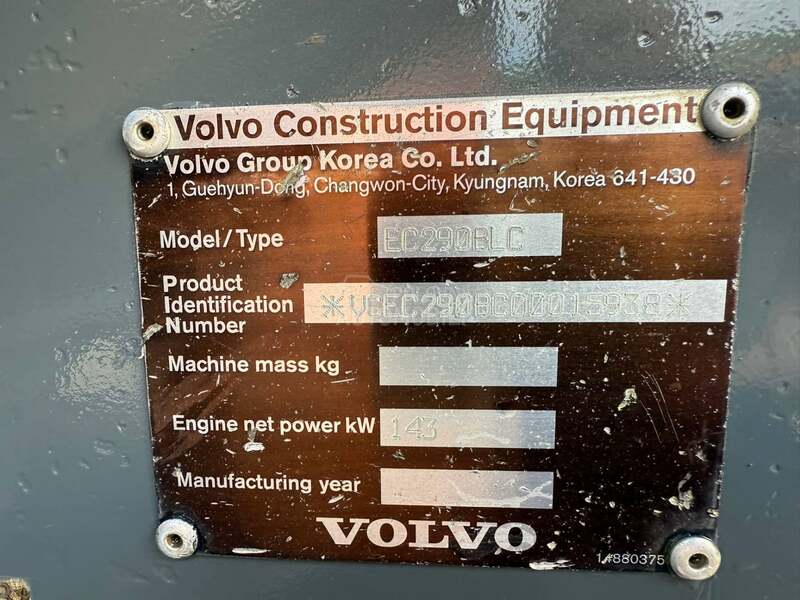 Volvo Construction Equipment
Volvo Group Korea Co. Ltd.
1, Guehyun-Dong, Changwon-City, Kyungnam, Korea 641-430
Model/Type EC290BLC
Product
Identification *VCEC290BC00015938*
Number
Machine mass kg
Engine net power kW 143
Manufacturing year
VOLVO
14880375